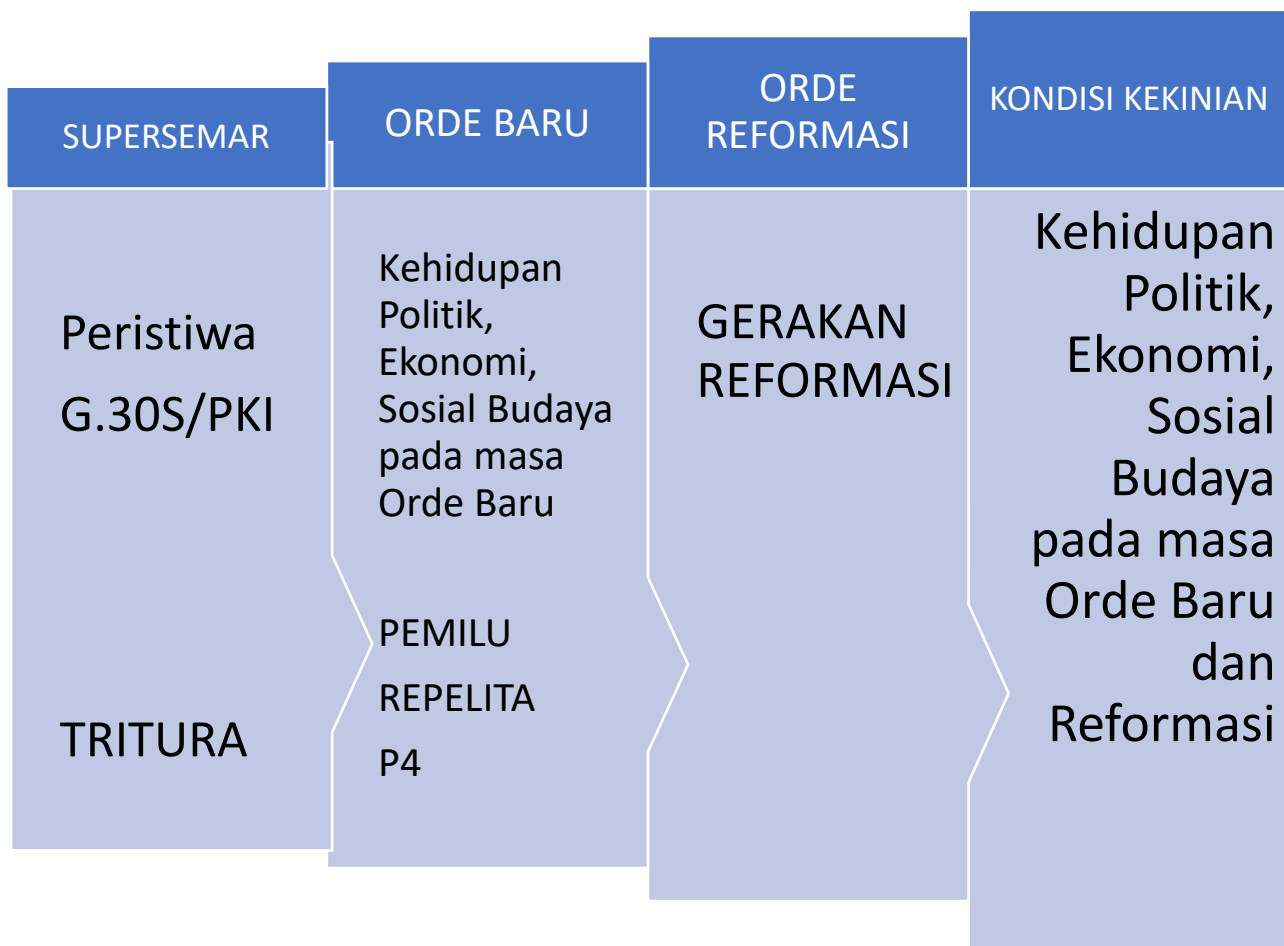 SUPERSEMAR
Peristiwa
G.30S/PKI
TRITURA
ORDE BARU
Kehidupan
Politik,
Ekonomi,
Sosial Budaya
pada masa
Orde Baru
PEMILU
REPELITA
P4
ORDE
REFORMASI
GERAKAN
REFORMASI
KONDISI KEKINIAN
Kehidupan
Politik,
Ekonomi,
Sosial
Budaya
pada masa
Orde Baru
dan
Reformasi